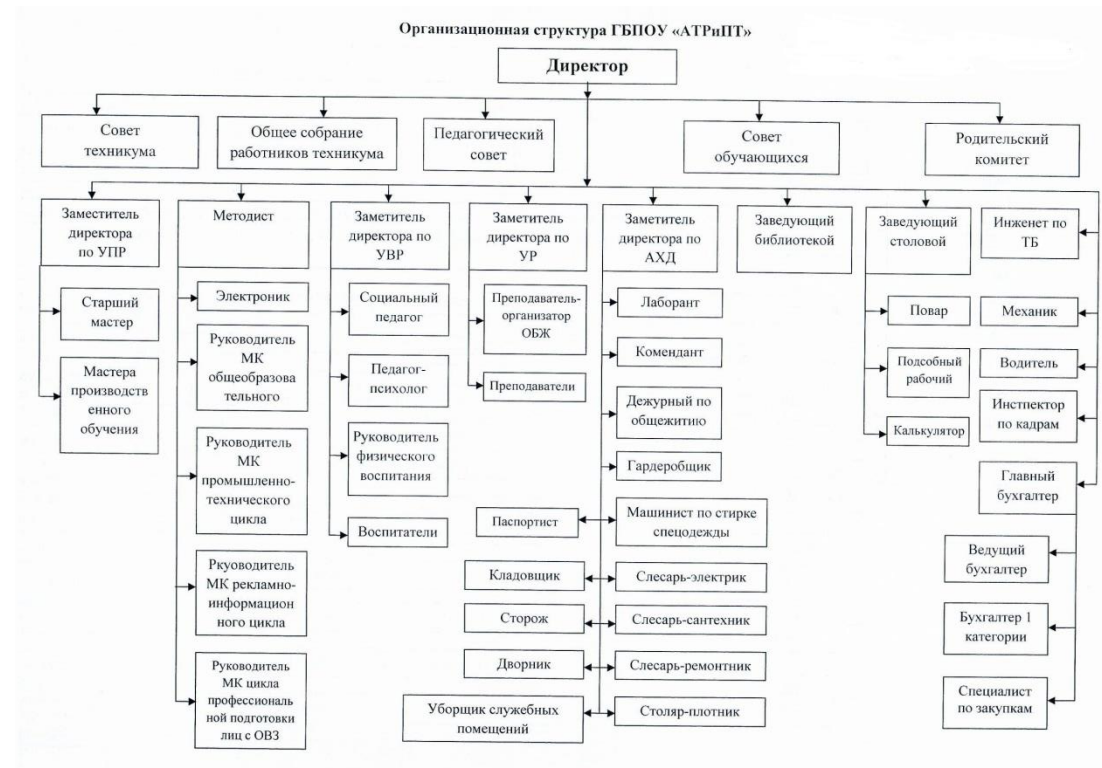 Организационная структура ГБПОУ «АТРиПТ»
Директор
Совет
техникума
Общее собрание
работников техникума
Педагогический
совет
Совет
обучающихся
Родительский
комитет
Заместитель
директора
по УПР
Методист
Заметитель
директора по
УВР
Заметитель
директора по
УР
Заметитель
директора по
АХД
Заведующий
библиотекой
Заведующий
столовой
Инженет по
ТБ
Старший
мастер
Мастера
производств
енного
обучения
Электроник
Руководитель
МК
общеобразова
тельного
Руководитель
МК
промышленно-
технического
цикла
Ркуоводитель
МК рекламно-
информацион
ного цикла
Руководитель
МК цикла
профессиональ
ной подготовки
лиц с ОВЗ
Социальный
педагог
Педагог-
психолог
Руководитель
физического
воспитания
Воспитатели
Преподаватель-
организатор
ОБЖ
Преподаватели
Лаборант
Комендант
Дежурный по
общежитию
Гардеробщик
Паспортист
Машинист по стирке
спецодежды
Кладовщик
Слесарь-электрик
Сторож
Слесарь-сантехник
Дворник
Слесарь-ремонтник
Уборщик служебных
помещений
Столяр-плотник
Повар
Подсобный
рабочий
Калькулятор
Механик
Водитель
Инстпектор
по кадрам
Главный
бухгалтер
Ведущий
бухгалтер
Бухгалтер 1
категории
Специалист
по закупкам